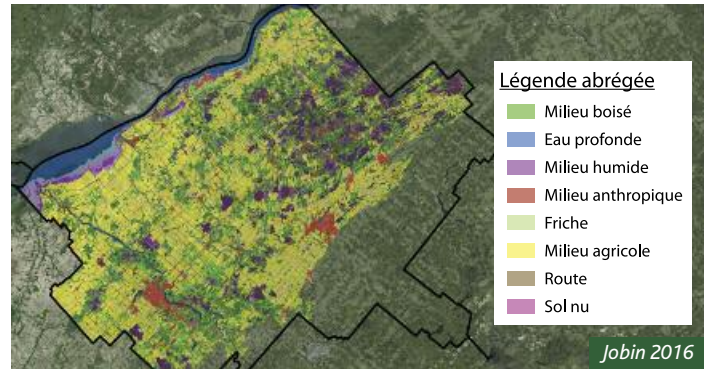 Légende abrégée
Milieu boisé
Eau profonde
Milieu humide
Milieu anthropique
Friche
Milieu agricole
Route
Sol nu
Jobin 2016